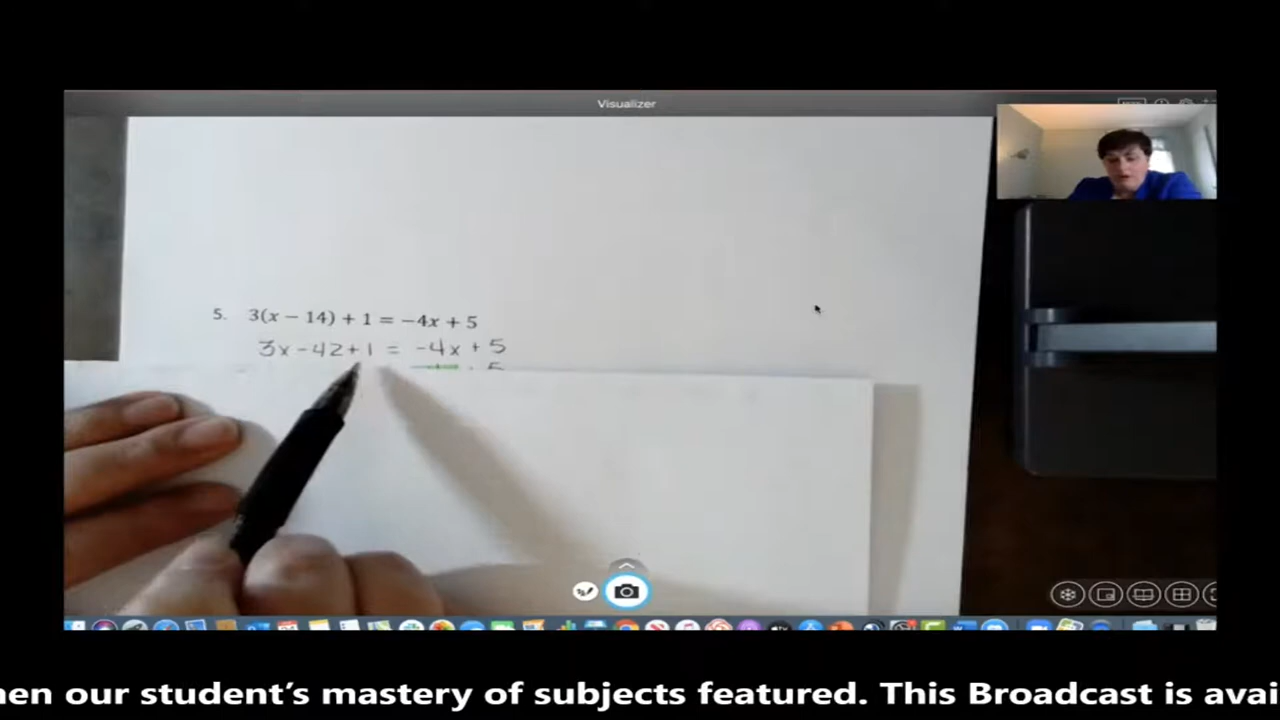 Visualizer
5. 3(x − 14) + 1 = −4x + 5
3x - 42 + 1 = -4x + 5
nen our student’s mastery of subjects featured. This Broadcast is avai